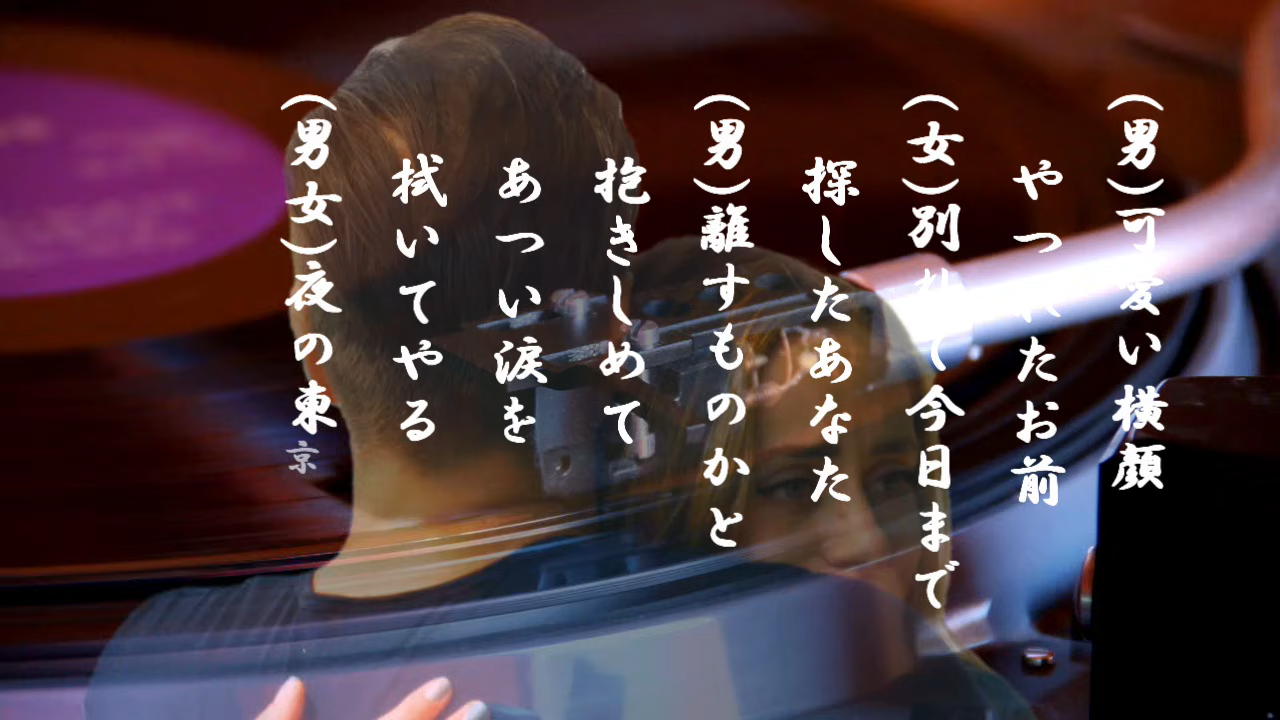 （男）可愛い横顔
やつれたお前
（女）別れて今日まで
探したあなた
（男）離すものかと
抱きしめて
あつい涙を
拭いてやる
（男女）夜の東京